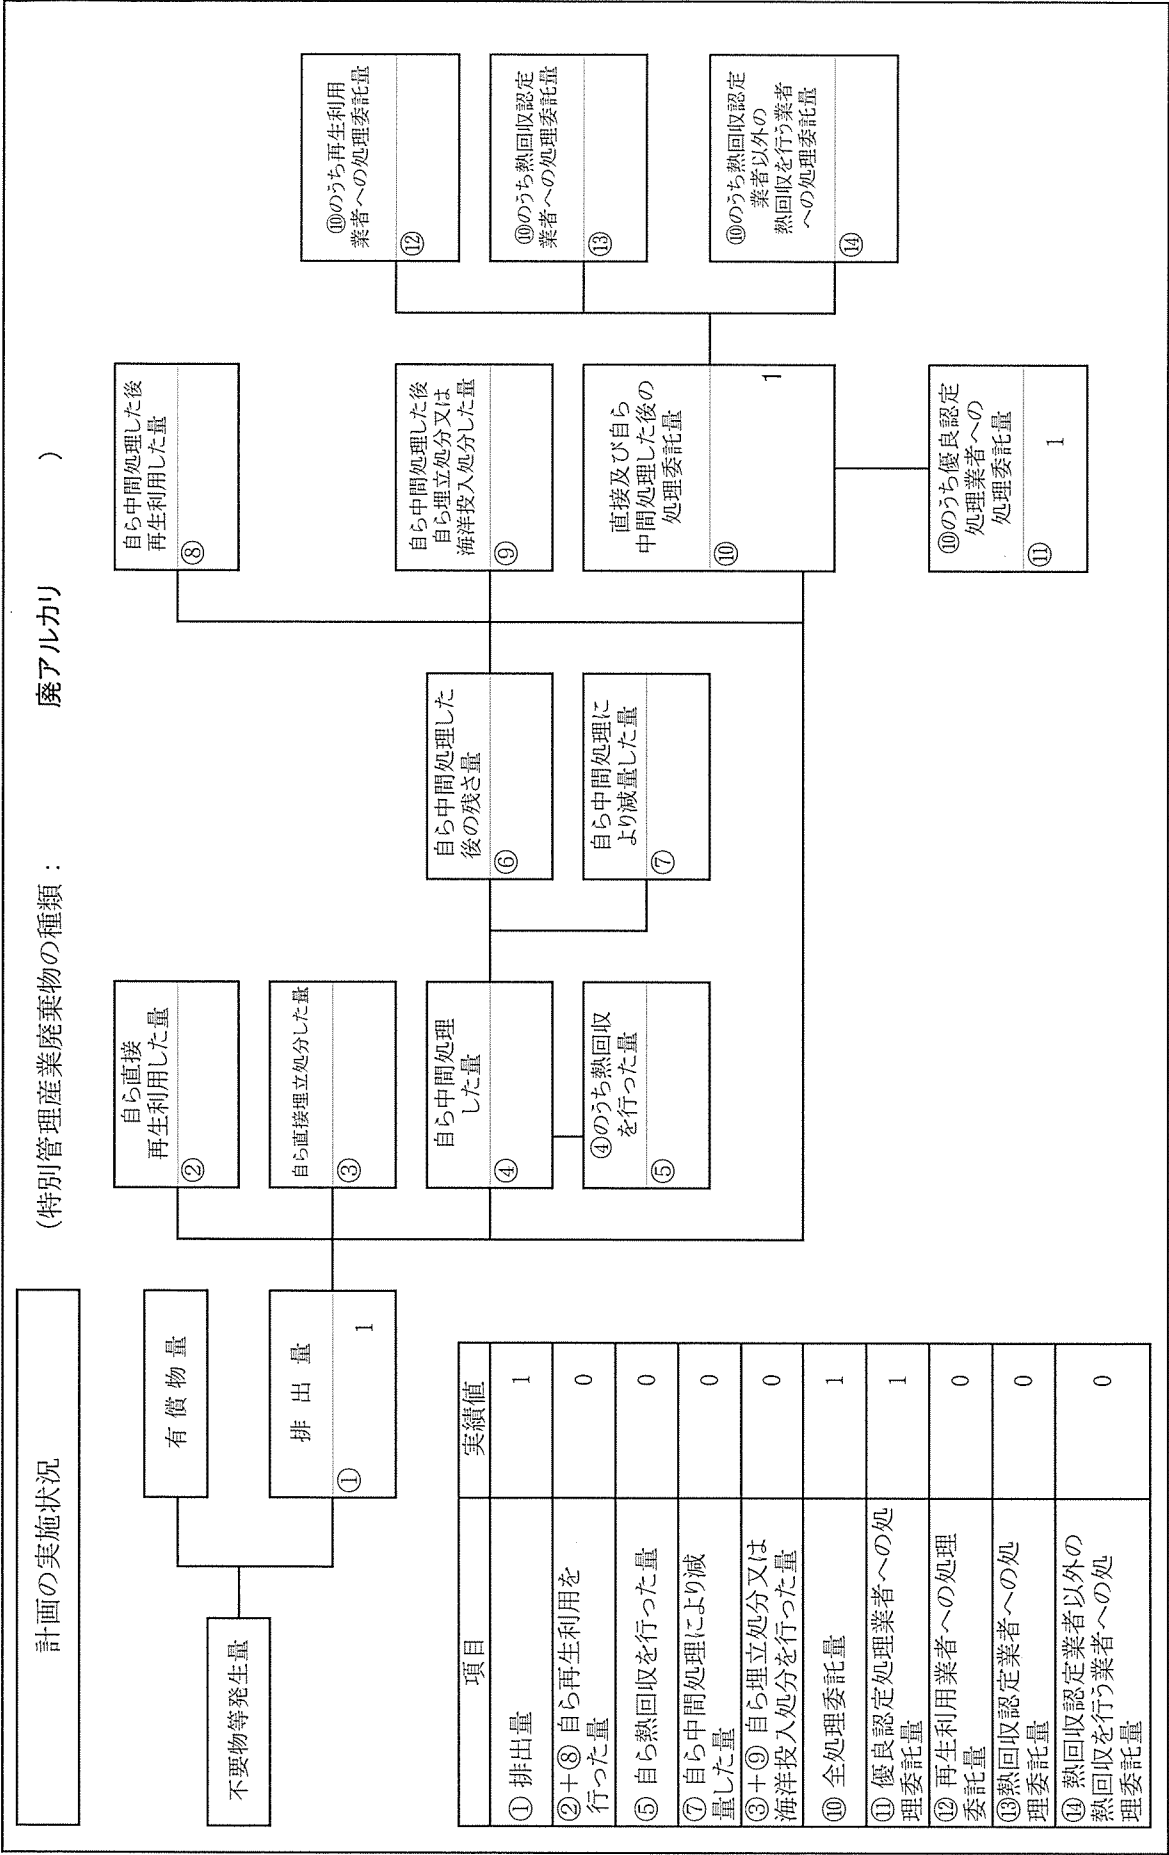 計画の実施状況
(特別管理産業廃棄物の種類： 廃アルカリ )
不要物等発生量
有償物量
排出量
① 1
自ら直接
再生利用した量
②
自ら直接埋立処分した量
③
自ら中間処理
した量
④
④のうち熱回収
を行った量
⑤
自ら中間処理した
後の残さ量
⑥
自ら中間処理に
より減量した量
⑦
自ら中間処理した後
再生利用した量
⑧
自ら中間処理した後
自ら埋立処分又は
海洋投入処分した量
⑨
直接及び自ら
中間処理した後の
処理委託量
⑩ 1
⑩のうち優良認定
処理業者への
処理委託量
⑪ 1
⑩のうち再生利用
業者への処理委託量
⑫
⑩のうち熱回収認定
業者への処理委託量
⑬
⑩のうち熱回収認定
業者以外の
熱回収を行う業者
への処理委託量
⑭
項目 実績値
① 排出量 1
②＋⑧ 自ら再生利用を
行った量 0
⑤ 自ら熱回収を行った量 0
⑦ 自ら中間処理により減
量した量 0
③＋⑨ 自ら埋立処分又は
海洋投入処分を行った量 0
⑩ 全処理委託量 1
⑪ 優良認定処理業者への処
理委託量 1
⑫ 再生利用業者への処理
委託量 0
⑬熱回収認定業者への処
理委託量 0
⑭ 熱回収認定業者以外の
熱回収を行う業者への処
理委託量 0